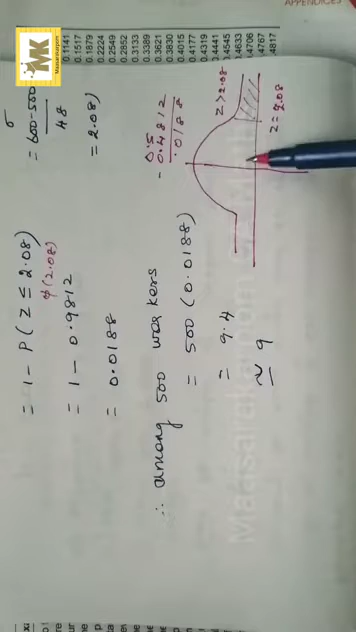 APPENDICES
MK
0.1141
0.1517
0.1879
0.2224
0.2549
0.2852
0.3133
0.3389
0.3621
0.3830
0.4015
0.4177
0.4319
0.4441
0.4545
0.4633
0.4706
0.4767
0.4817
σ
= 600-500
48
= 2.08)
0.5
- 0.4812
.0188
Z > 2.08
Z = 2.08
= 1 - P ( Z ≤ 2.08)
φ (2.08)
= 1 - 0.9812
= 0.0188
∴ among 500 workers
= 500 (0.0188)
= 9.4
≈ 9